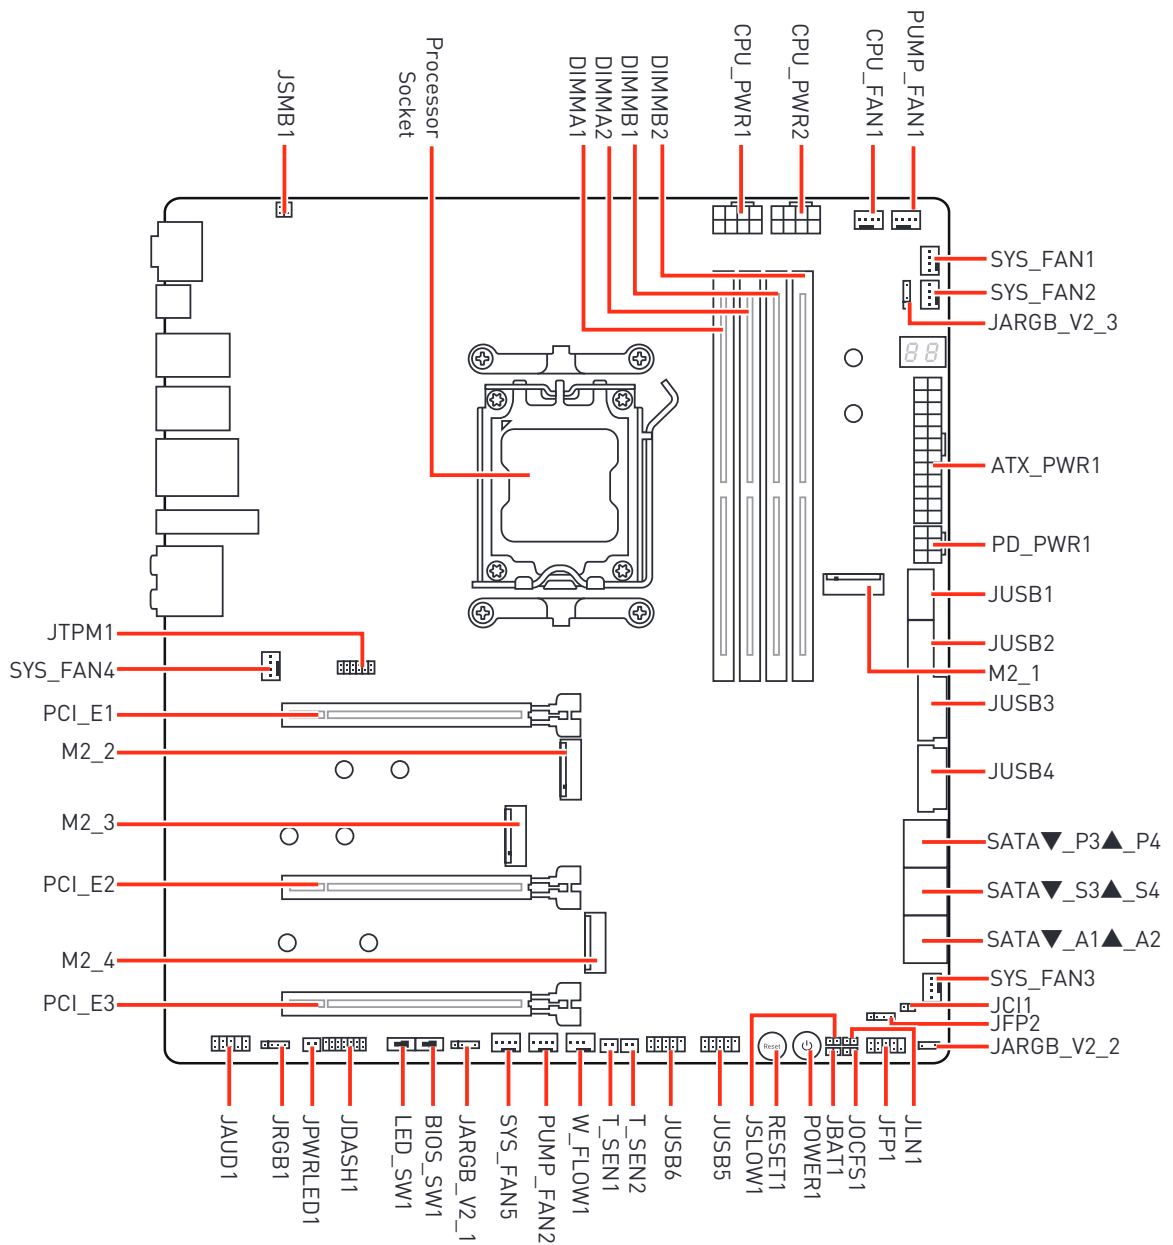 JSMB1
Processor
Socket
DIMMA1
DIMMA2
DIMMB1
DIMMB2
CPU_PWR1
CPU_PWR2
CPU_FAN1
PUMP_FAN1
SYS_FAN1
SYS_FAN2
JARGB_V2_3
88
ATX_PWR1
PD_PWR1
JUSB1
JUSB2
M2_1
JUSB3
JUSB4
SATA▼_P3▲_P4
SATA▼_S3▲_S4
SATA▼_A1▲_A2
SYS_FAN3
JCI1
JFP2
JARGB_V2_2
JTPM1
SYS_FAN4
PCI_E1
M2_2
M2_3
PCI_E2
M2_4
PCI_E3
Reset
JAUD1
JRGB1
JPWRLED1
JDASH1
LED_SW1
BIOS_SW1
JARGB_V2_1
SYS_FAN5
PUMP_FAN2
W_FLOW1
T_SEN1
T_SEN2
JUSB6
JUSB5
JSLOW1
RESET1
POWER1
JBAT1
JOCFS1
JFP1
JLN1